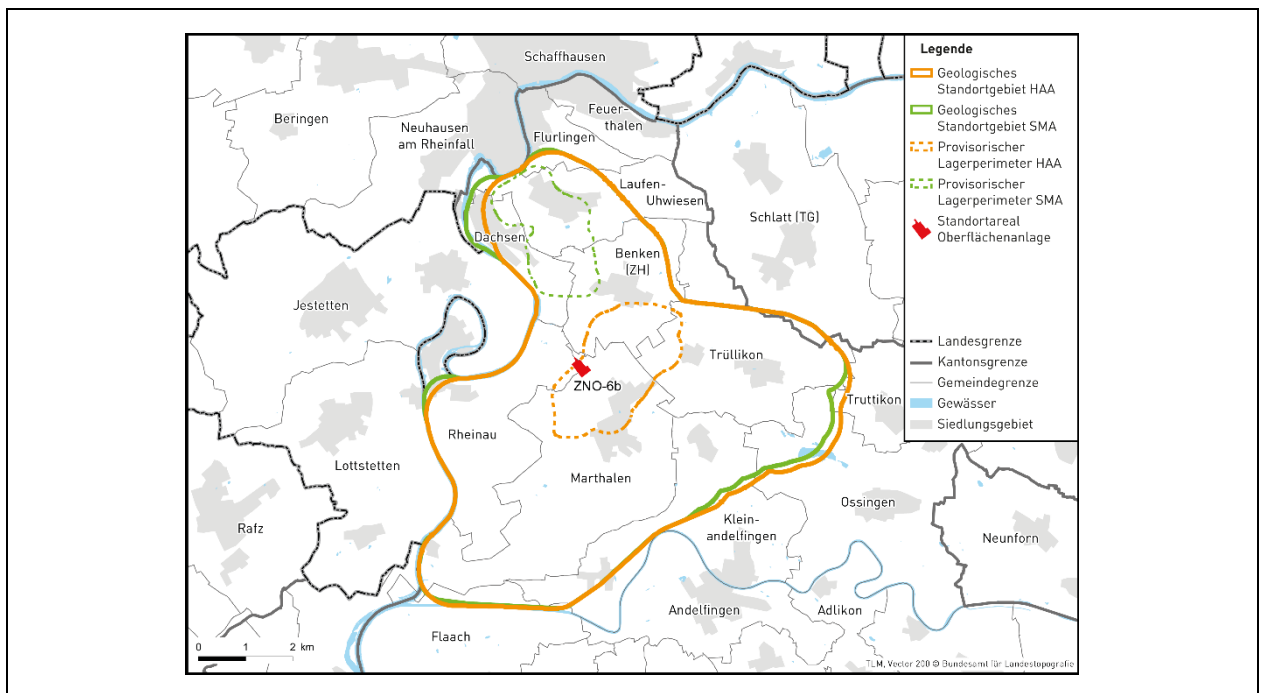 Schaffhausen
Beringen
Neuhausen
am Rheinfall
Feuer-
thalen
Flurlingen
Laufen-
Uhwiesen
Schlatt (TG)
Dachsen
Benken
(ZH)
Jestetten
Trüllikon
ZNO-6b
Truttikon
Rheinau
Lottstetten
Marthalen
Rafz
Klein-
andelfingen
Ossingen
Neunforn
Andelfingen
Adlikon
Flaach
0 1 2 km
TLM, Vector 200 © Bundesamt für Landestopografie
Legende
Geologisches
Standortgebiet HAA
Geologisches
Standortgebiet SMA
Provisorischer
Lagerperimeter HAA
Provisorischer
Lagerperimeter SMA
Standortareal
Oberflächenanlage
Landesgrenze
Kantonsgrenze
Gemeindegrenze
Gewässer
Siedlungsgebiet